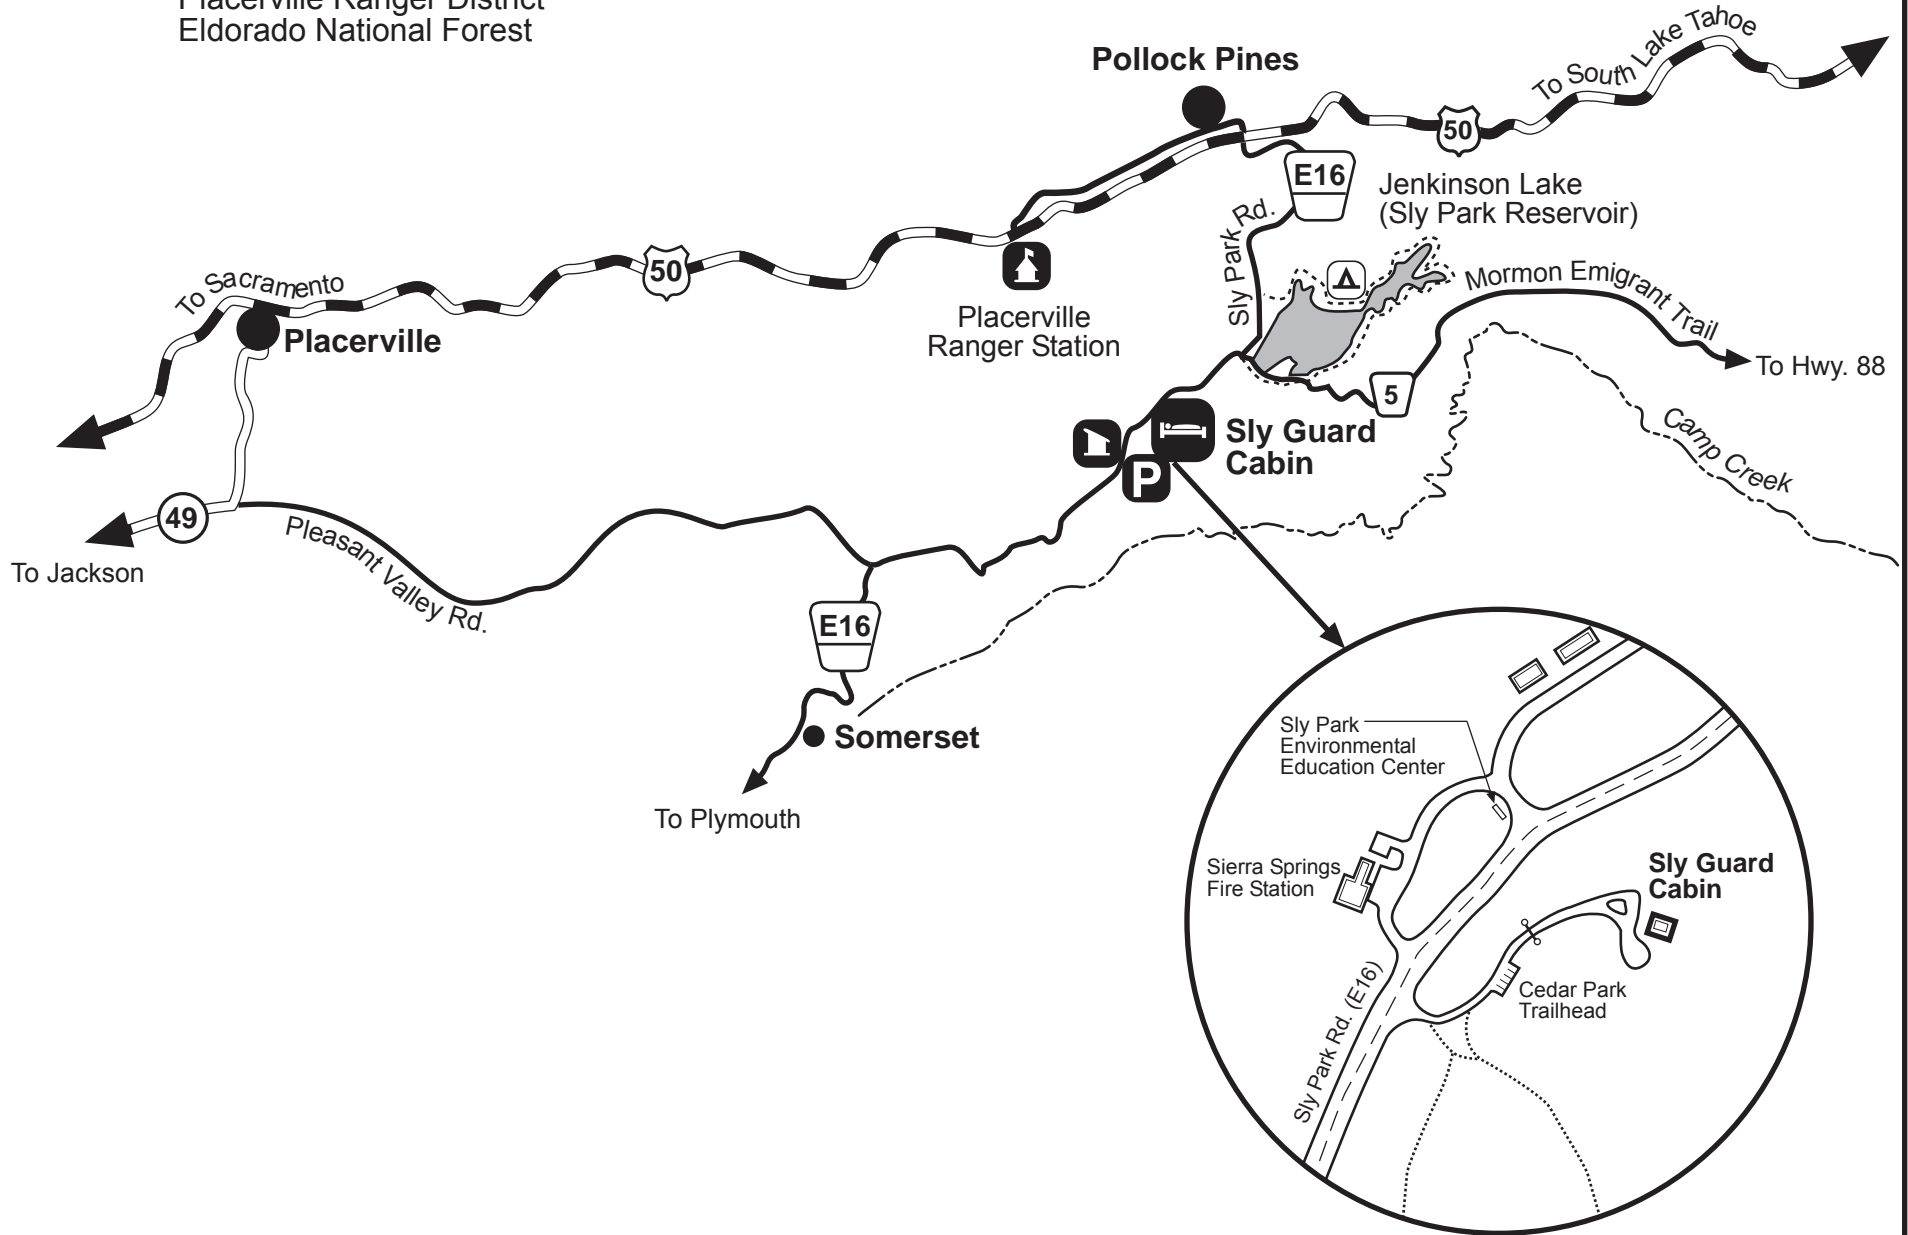 Placerville Ranger District
Eldorado National Forest
Pollock Pines
To South Lake Tahoe
50
E16
Jenkinson Lake
(Sly Park Reservoir)
Sly Park Rd.
Mormon Emigrant Trail
To Hwy. 88
50
To Sacramento
Placerville
Placerville
Ranger Station
5
Sly Guard
Cabin
P
Camp Creek
49
To Jackson
Pleasant Valley Rd.
E16
Somerset
To Plymouth
Sly Park
Environmental
Education Center
Sierra Springs
Fire Station
Sly Guard
Cabin
Cedar Park
Trailhead
Sly Park Rd. (E16)